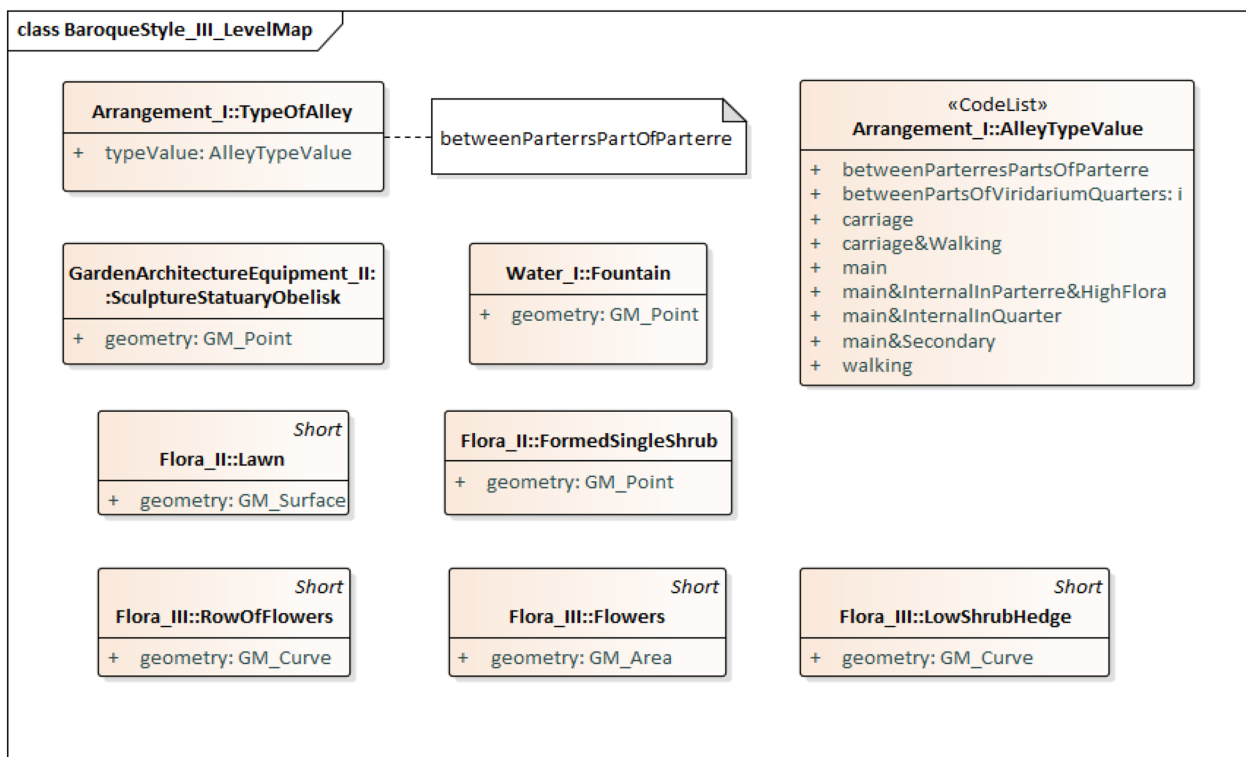 class BaroqueStyle_III_LevelMap
Arrangement_I::TypeOfAlley
+ typeValue: AlleyTypeValue
betweenParterrsPartOfParterre
«CodeList»
Arrangement_I::AlleyTypeValue
+ betweenParterresPartsOfParterre
+ betweenPartsOfViridariumQuarters: i
+ carriage
+ carriage&Walking
+ main
+ main&InternalInParterre&HighFlora
+ main&InternalInQuarter
+ main&Secondary
+ walking
GardenArchitectureEquipment_II:
:SculptureStatuaryObelisk
+ geometry: GM_Point
Water_I::Fountain
+ geometry: GM_Point
Short
Flora_II::Lawn
+ geometry: GM_Surface
Flora_II::FormedSingleShrub
+ geometry: GM_Point
Short
Flora_III::RowOfFlowers
+ geometry: GM_Curve
Short
Flora_III::Flowers
+ geometry: GM_Area
Short
Flora_III::LowShrubHedge
+ geometry: GM_Curve